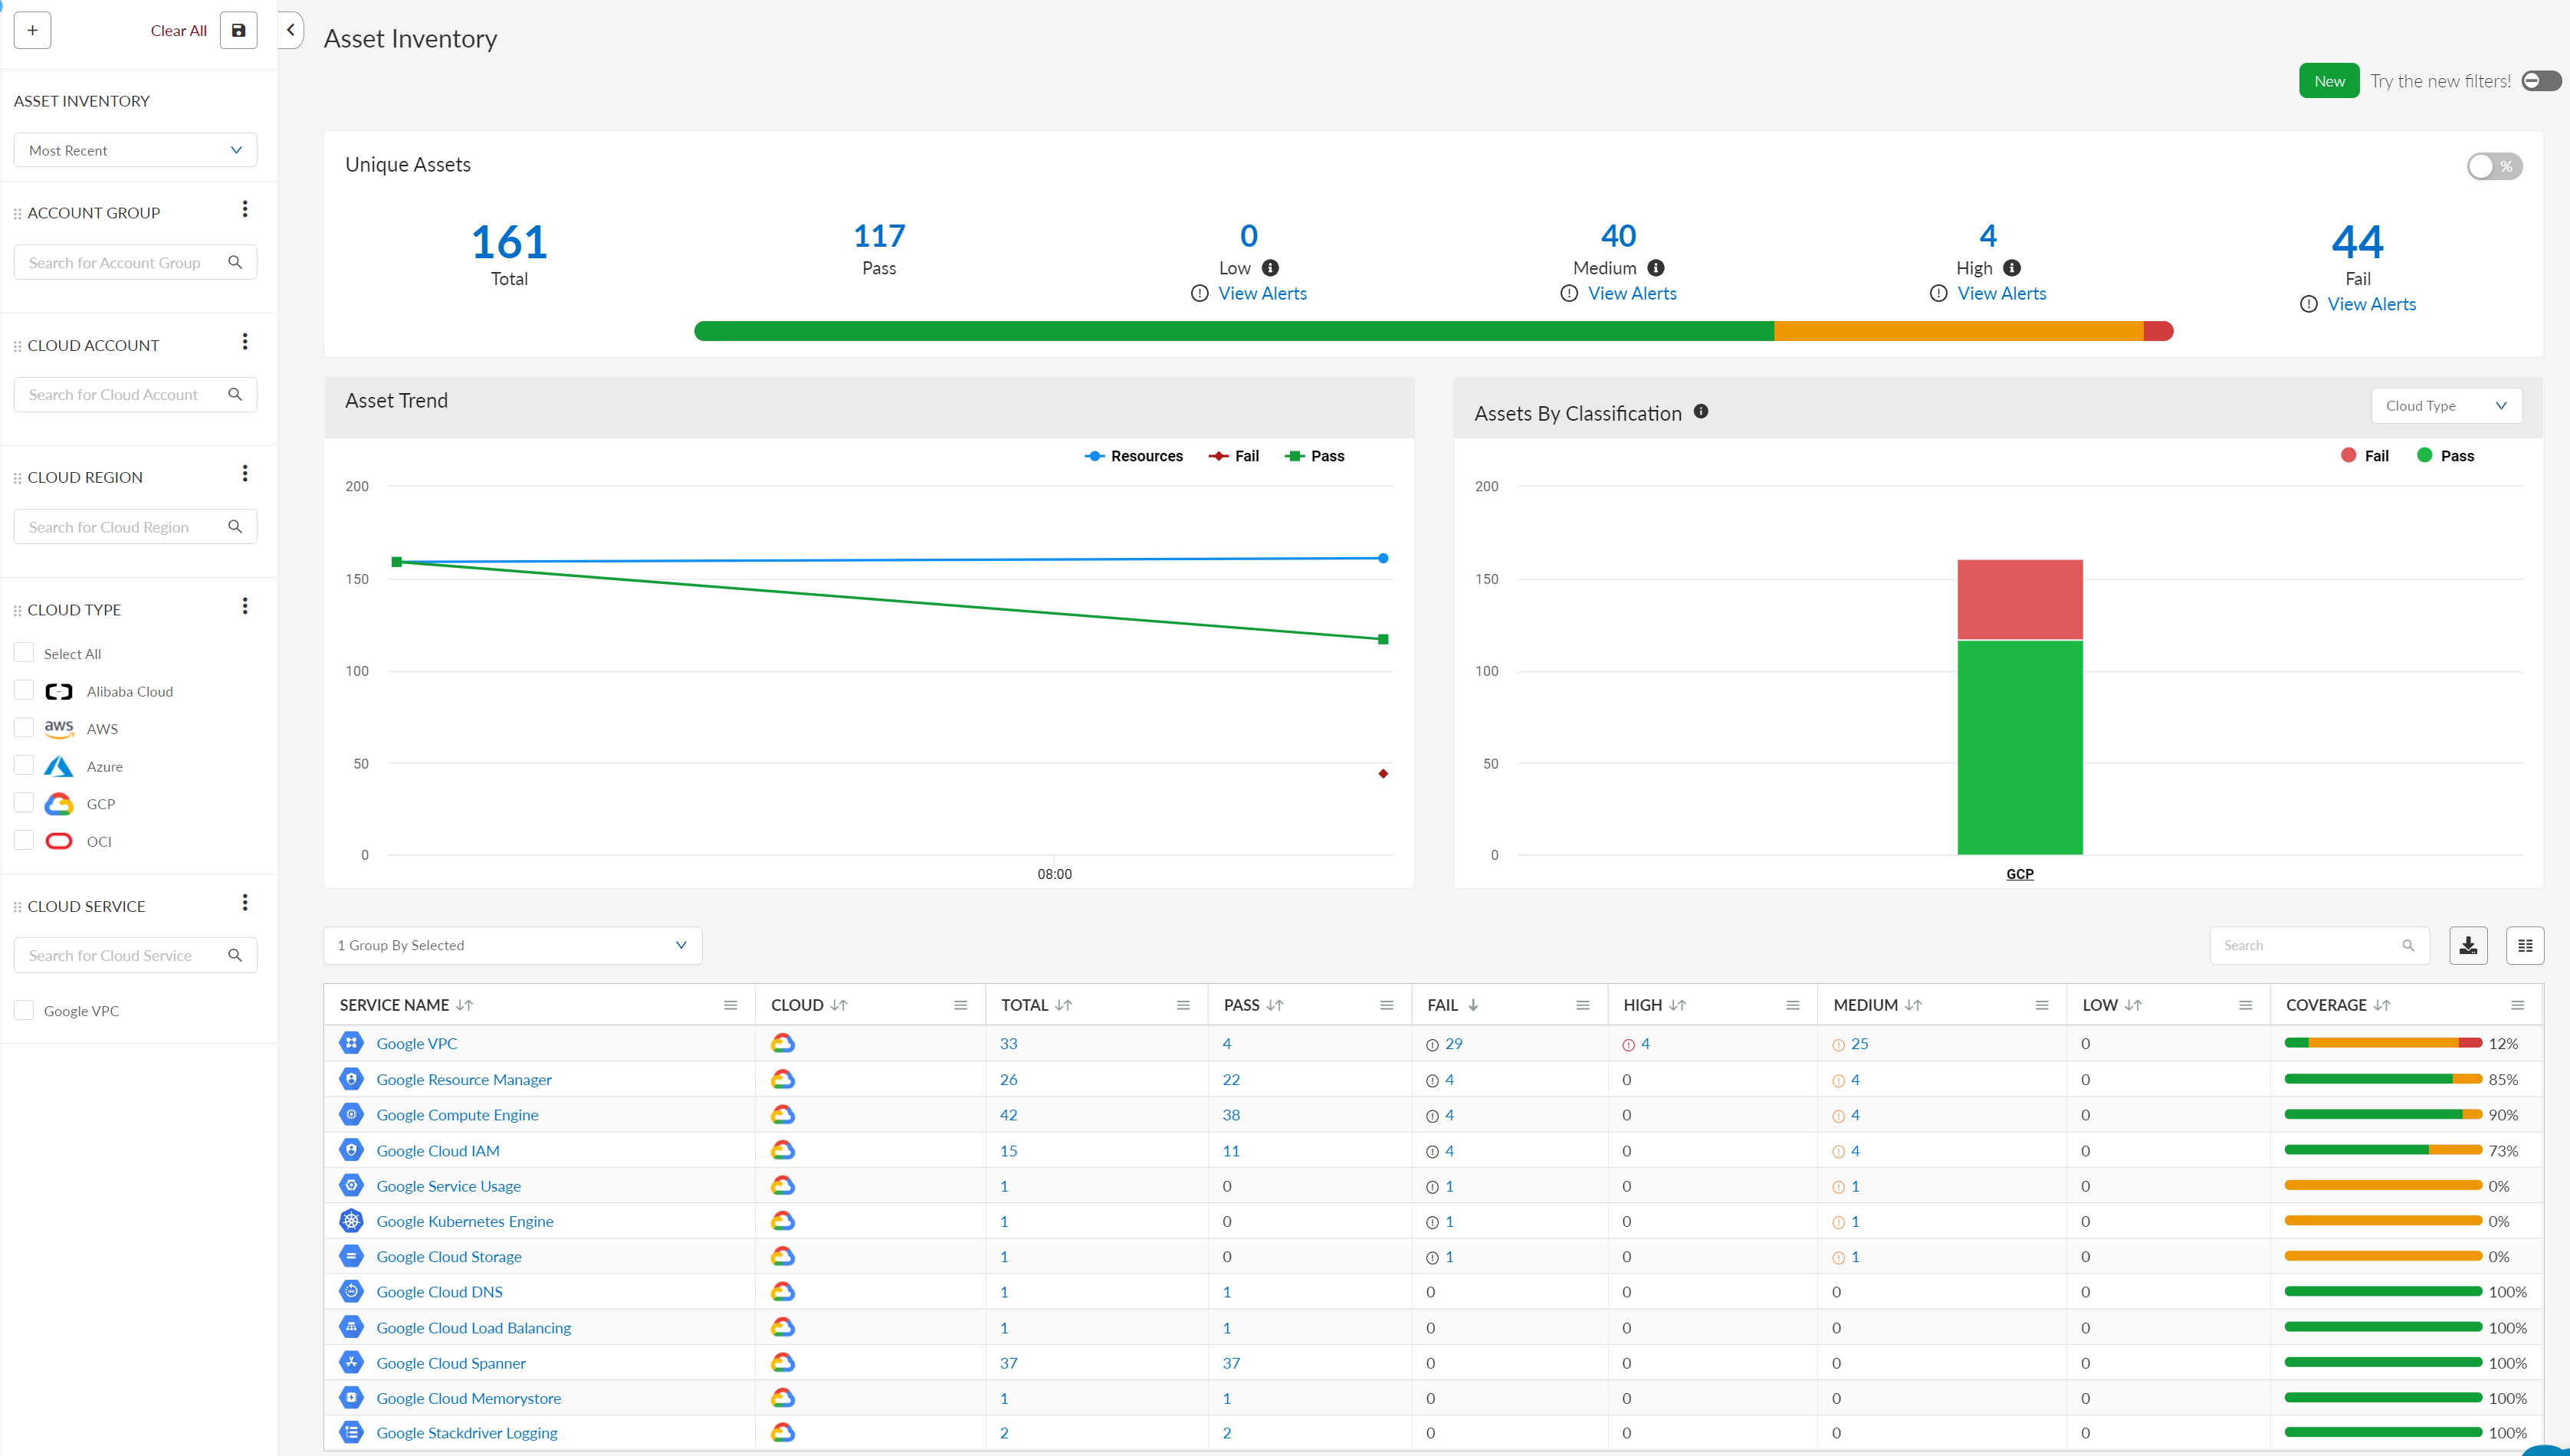 +
Clear All
Asset Inventory
New
Try the new filters!
ASSET INVENTORY
Most Recent
ACCOUNT GROUP
Search for Account Group
CLOUD ACCOUNT
Search for Cloud Account
CLOUD REGION
Search for Cloud Region
CLOUD TYPE
Select All
Alibaba Cloud
aws AWS
Azure
GCP
OCI
CLOUD SERVICE
Search for Cloud Service
Google VPC
Unique Assets
%
161
Total
117
Pass
0
Low
View Alerts
40
Medium
View Alerts
4
High
View Alerts
44
Fail
View Alerts
Asset Trend
Resources Fail Pass
200
150
100
50
0
08:00
Assets By Classification
Cloud Type
Fail Pass
200
150
100
50
0
GCP
1 Group By Selected
Search
SERVICE NAME CLOUD TOTAL PASS FAIL HIGH MEDIUM LOW COVERAGE
Google VPC 33 4 29 4 25 0 12%
Google Resource Manager 26 22 4 0 4 0 85%
Google Compute Engine 42 38 4 0 4 0 90%
Google Cloud IAM 15 11 4 0 4 0 73%
Google Service Usage 1 0 1 0 1 0 0%
Google Kubernetes Engine 1 0 1 0 1 0 0%
Google Cloud Storage 1 0 1 0 1 0 0%
Google Cloud DNS 1 1 0 0 0 0 100%
Google Cloud Load Balancing 1 1 0 0 0 0 100%
Google Cloud Spanner 37 37 0 0 0 0 100%
Google Cloud Memorystore 1 1 0 0 0 0 100%
Google Stackdriver Logging 2 2 0 0 0 0 100%